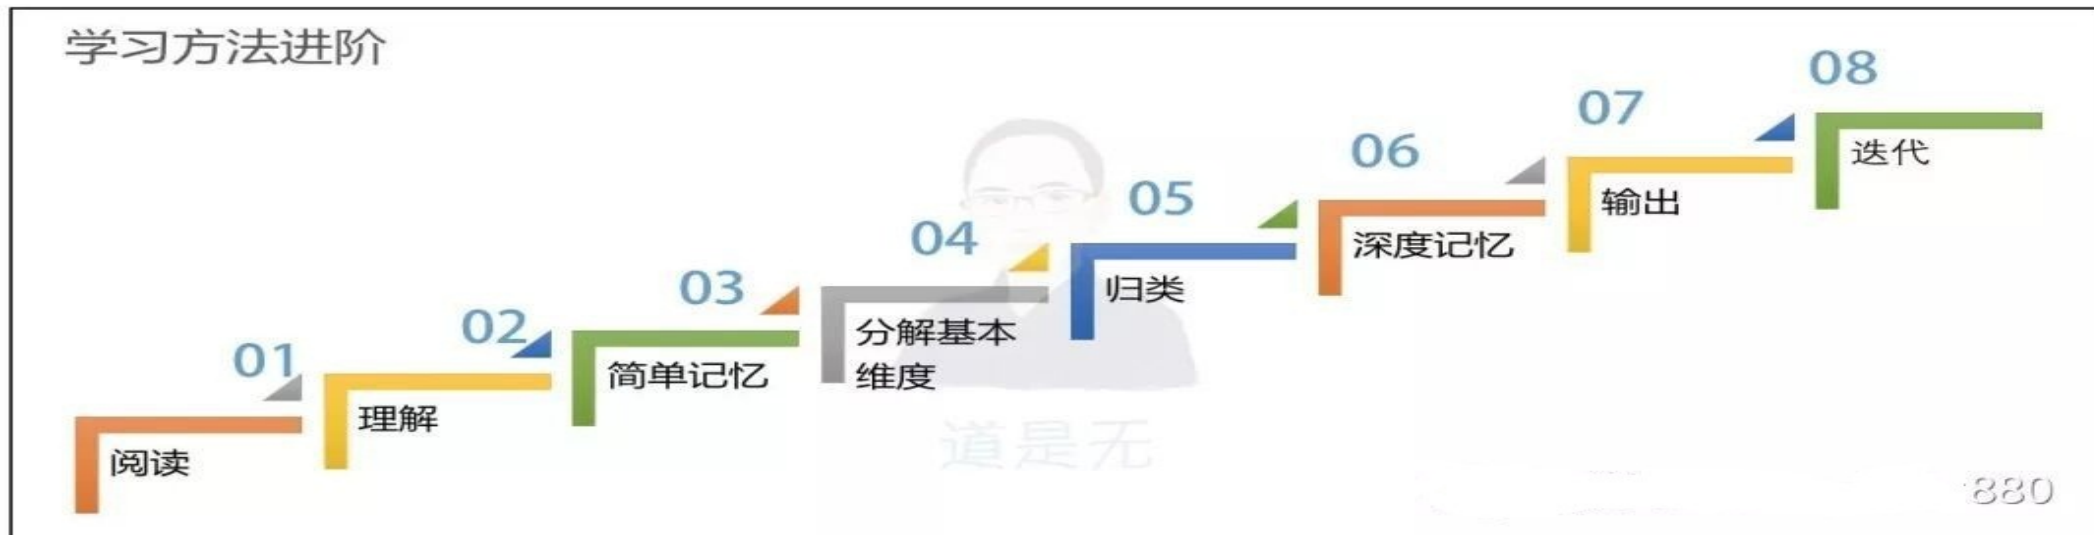 学习方法进阶
01
阅读
02
理解
03
简单记忆
04
分解基本
维度
05
归类
06
深度记忆
07
输出
08
迭代
道是无
880